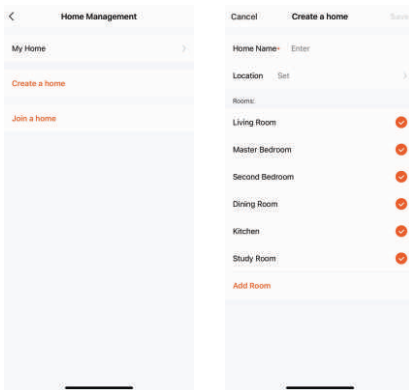 Home Management
My Home
Create a home
Join a home
Cancel Create a home Save
Home Name* Enter
Location Set
Rooms:
Living Room
Master Bedroom
Second Bedroom
Dining Room
Kitchen
Study Room
Add Room